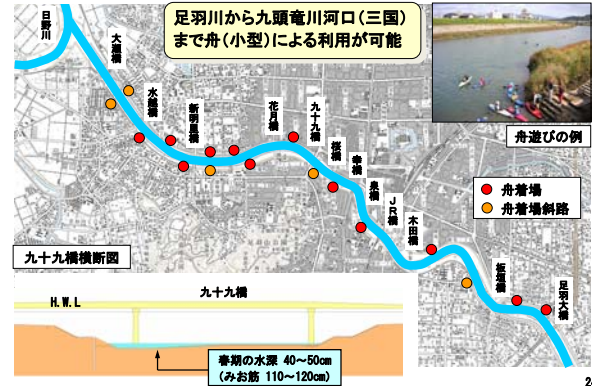 足羽川から九頭竜川河口(三国)
まで舟(小型)による利用が可能
日野川
大瀬橋
水越橋
新明里橋
花月橋
九十九橋
桜橋
幸橋
泉橋
JR橋
木田橋
板垣橋
足羽大橋
舟遊びの例
舟着場
舟着場斜路
九十九橋横断図
九十九橋
H.W.L
春期の水深 40～50cm
(みお筋 110～120cm)